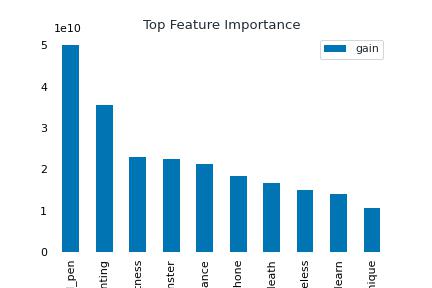 1e10
Top Feature Importance
gain
5
4
3
2
1
0
_pen
nting
tness
nster
ance
hone
death
eless
learn
nique